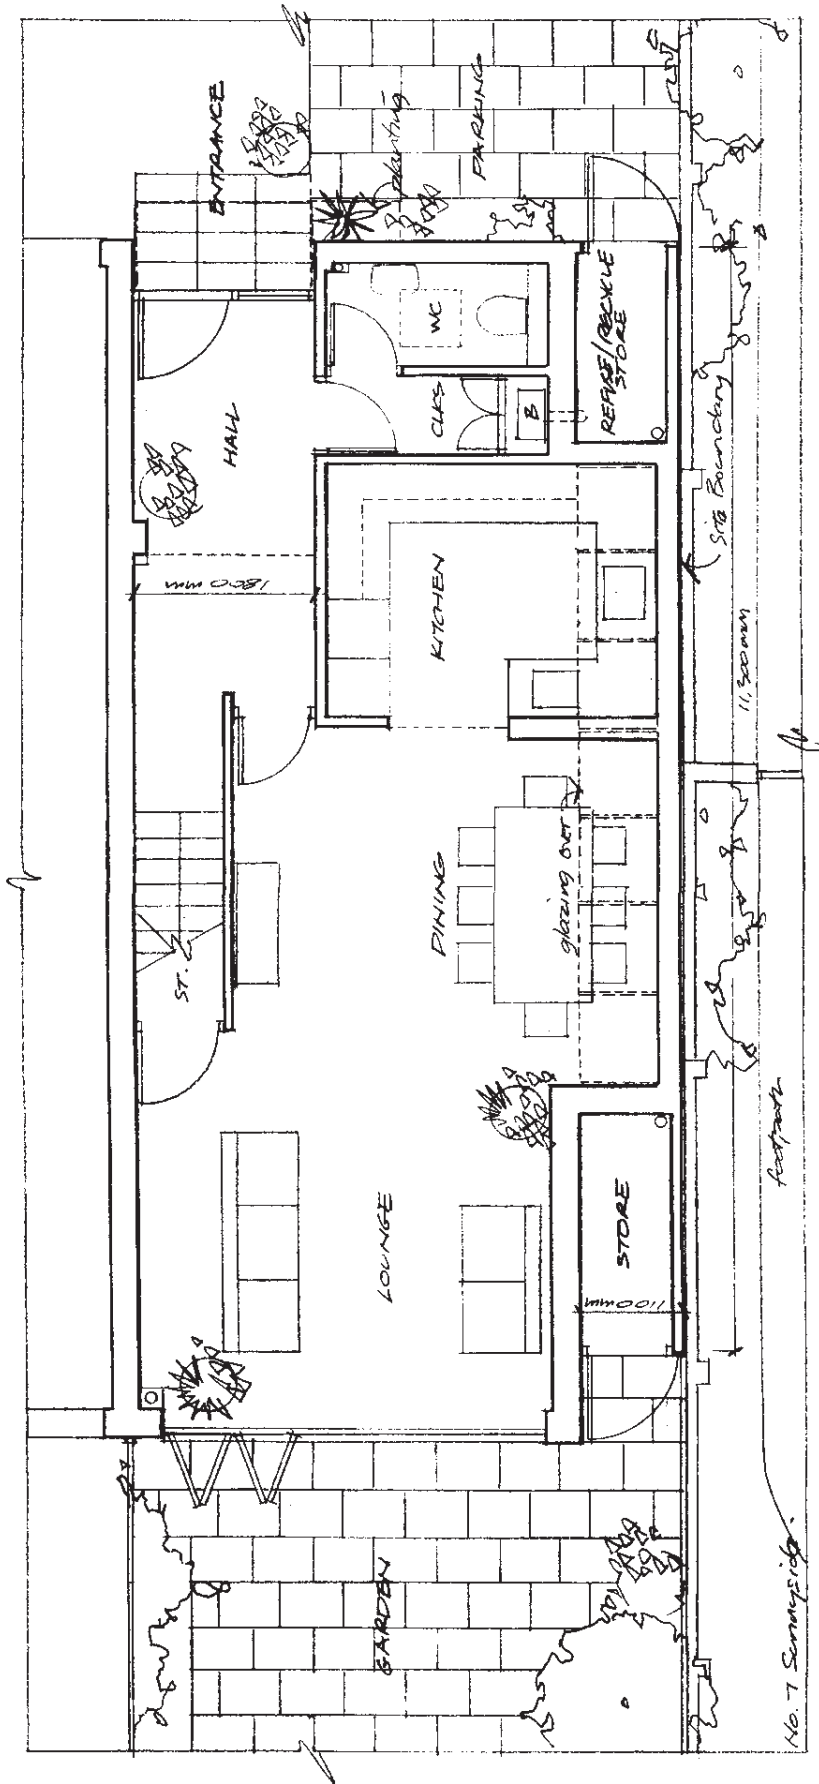 ENTRANCE
planting
PARKING
HALL
WC
CLKS
B
REFUSE/RECYCLE
STORE
1800mm
KITCHEN
Site Boundary
11,300mm
ST.
DINING
glazing over
LOUNGE
STORE
1100mm
footpath
GARDEN
No. 7 Sunnyside.